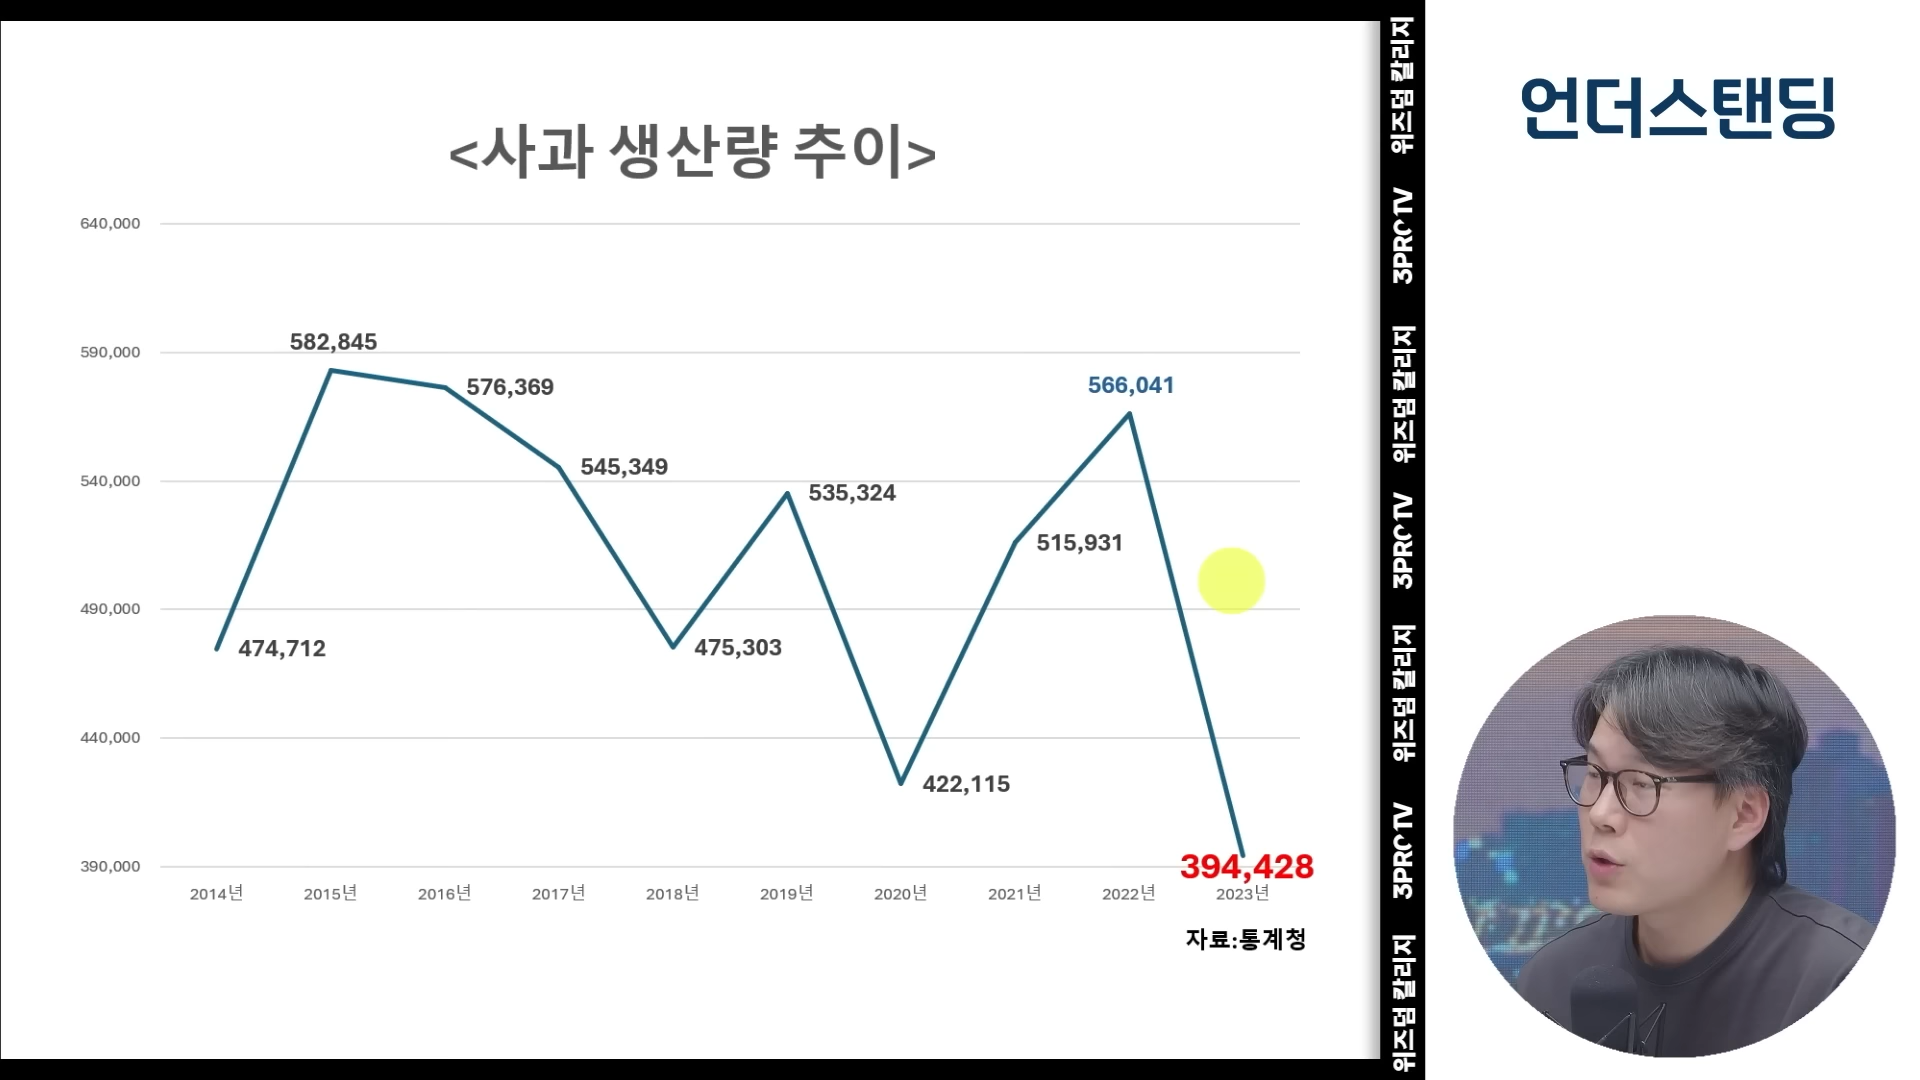 <사과 생산량 추이>
640,000
590,000
540,000
490,000
440,000
390,000
474,712
582,845
576,369
545,349
475,303
535,324
422,115
515,931
566,041
394,428
2014년
2015년
2016년
2017년
2018년
2019년
2020년
2021년
2022년
2023년
자료:통계청
위즈덤 칼리지
3PROTV
위즈덤 칼리지
3PROTV
위즈덤 칼리지
3PROTV
위즈덤 칼리지
언더스탠딩